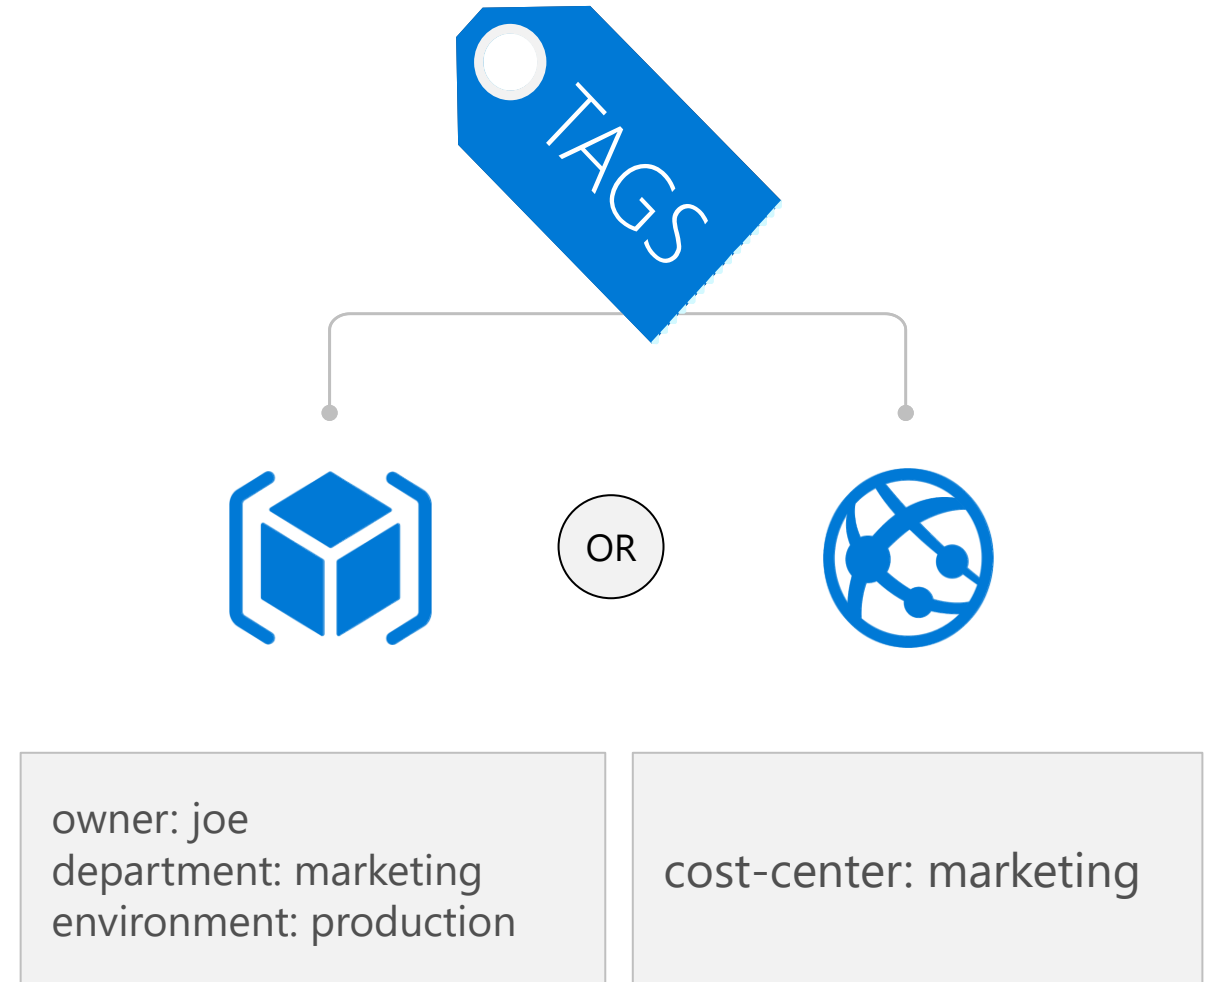 TAGS
OR
owner: joe
department: marketing
environment: production
cost-center: marketing